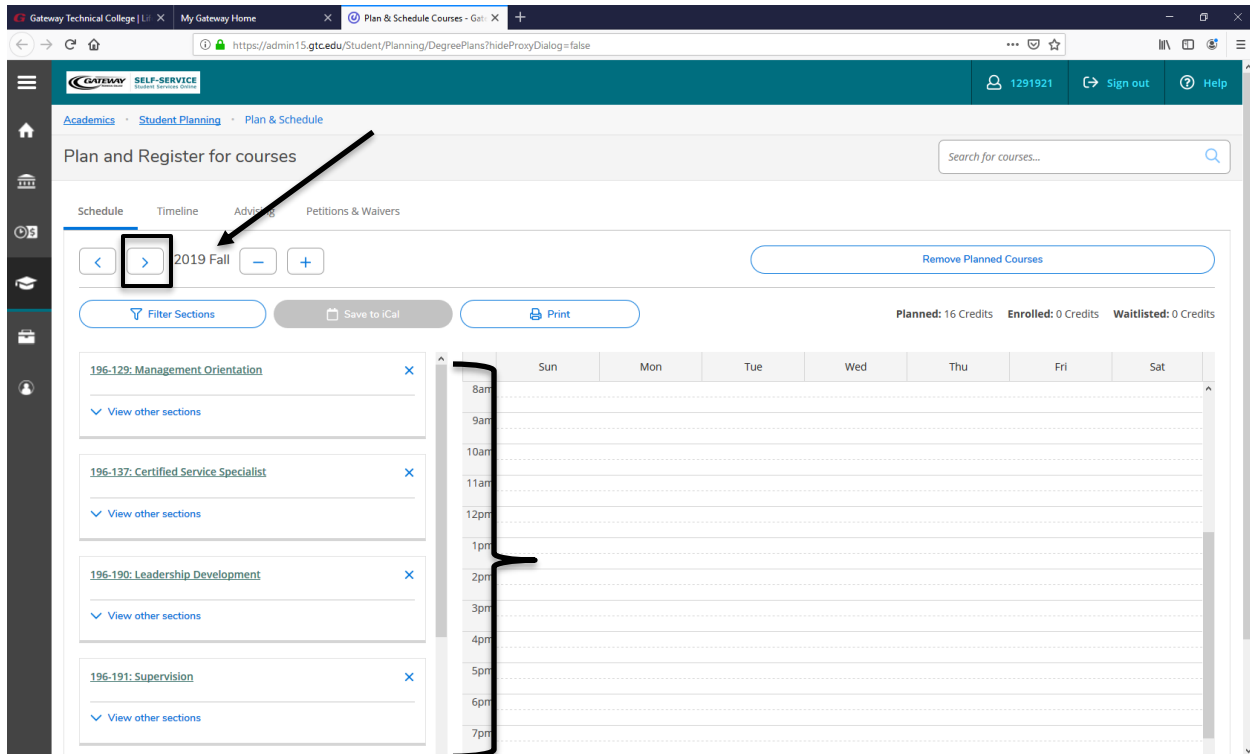 Gateway Technical College | Lif
My Gateway Home
Plan & Schedule Courses - Gat
https://admin15.gtc.edu/Student/Planning/DegreePlans?hideProxyDialog=false
GATEWAY SELF-SERVICE
Student Services Online
1291921
Sign out
Help
Academics · Student Planning · Plan & Schedule
Plan and Register for courses
Search for courses...
Schedule Timeline Advising Petitions & Waivers
2019 Fall
Remove Planned Courses
Filter Sections
Save to iCal
Print
Planned: 16 Credits Enrolled: 0 Credits Waitlisted: 0 Credits
Sun Mon Tue Wed Thu Fri Sat
196-129: Management Orientation
View other sections
196-137: Certified Service Specialist
View other sections
196-190: Leadership Development
View other sections
196-191: Supervision
View other sections
8am
9am
10am
11am
12pm
1pm
2pm
3pm
4pm
5pm
6pm
7pm